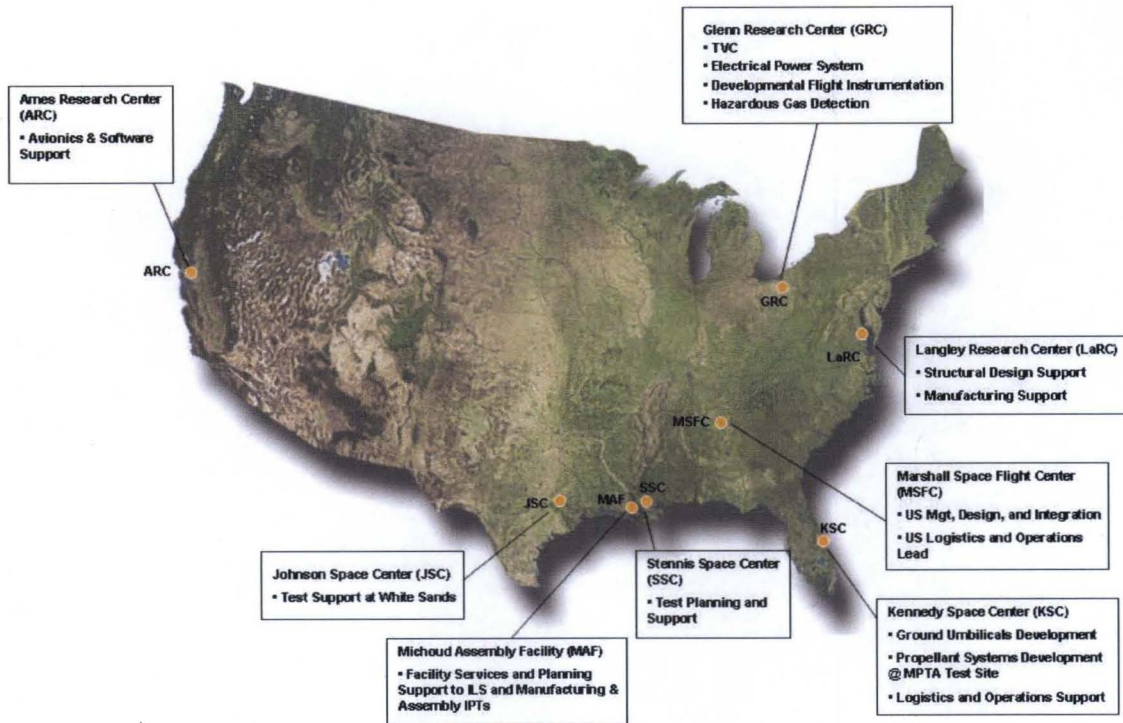 Glenn Research Center (GRC)
▪ TVC
▪ Electrical Power System
▪ Developmental Flight Instrumentation
▪ Hazardous Gas Detection
Ames Research Center
(ARC)
▪ Avionics & Software
Support
ARC
GRC
LaRC
Langley Research Center (LaRC)
▪ Structural Design Support
▪ Manufacturing Support
MSFC
Marshall Space Flight Center
(MSFC)
▪ US Mgt, Design, and Integration
▪ US Logistics and Operations
Lead
JSC
MAF
SSC
KSC
Johnson Space Center (JSC)
▪ Test Support at White Sands
Stennis Space Center
(SSC)
▪ Test Planning and
Support
Michoud Assembly Facility (MAF)
▪ Facility Services and Planning
Support to ILS and Manufacturing &
Assembly IPTs
Kennedy Space Center (KSC)
▪ Ground Umbilicals Development
▪ Propellant Systems Development
@ MPTA Test Site
▪ Logistics and Operations Support